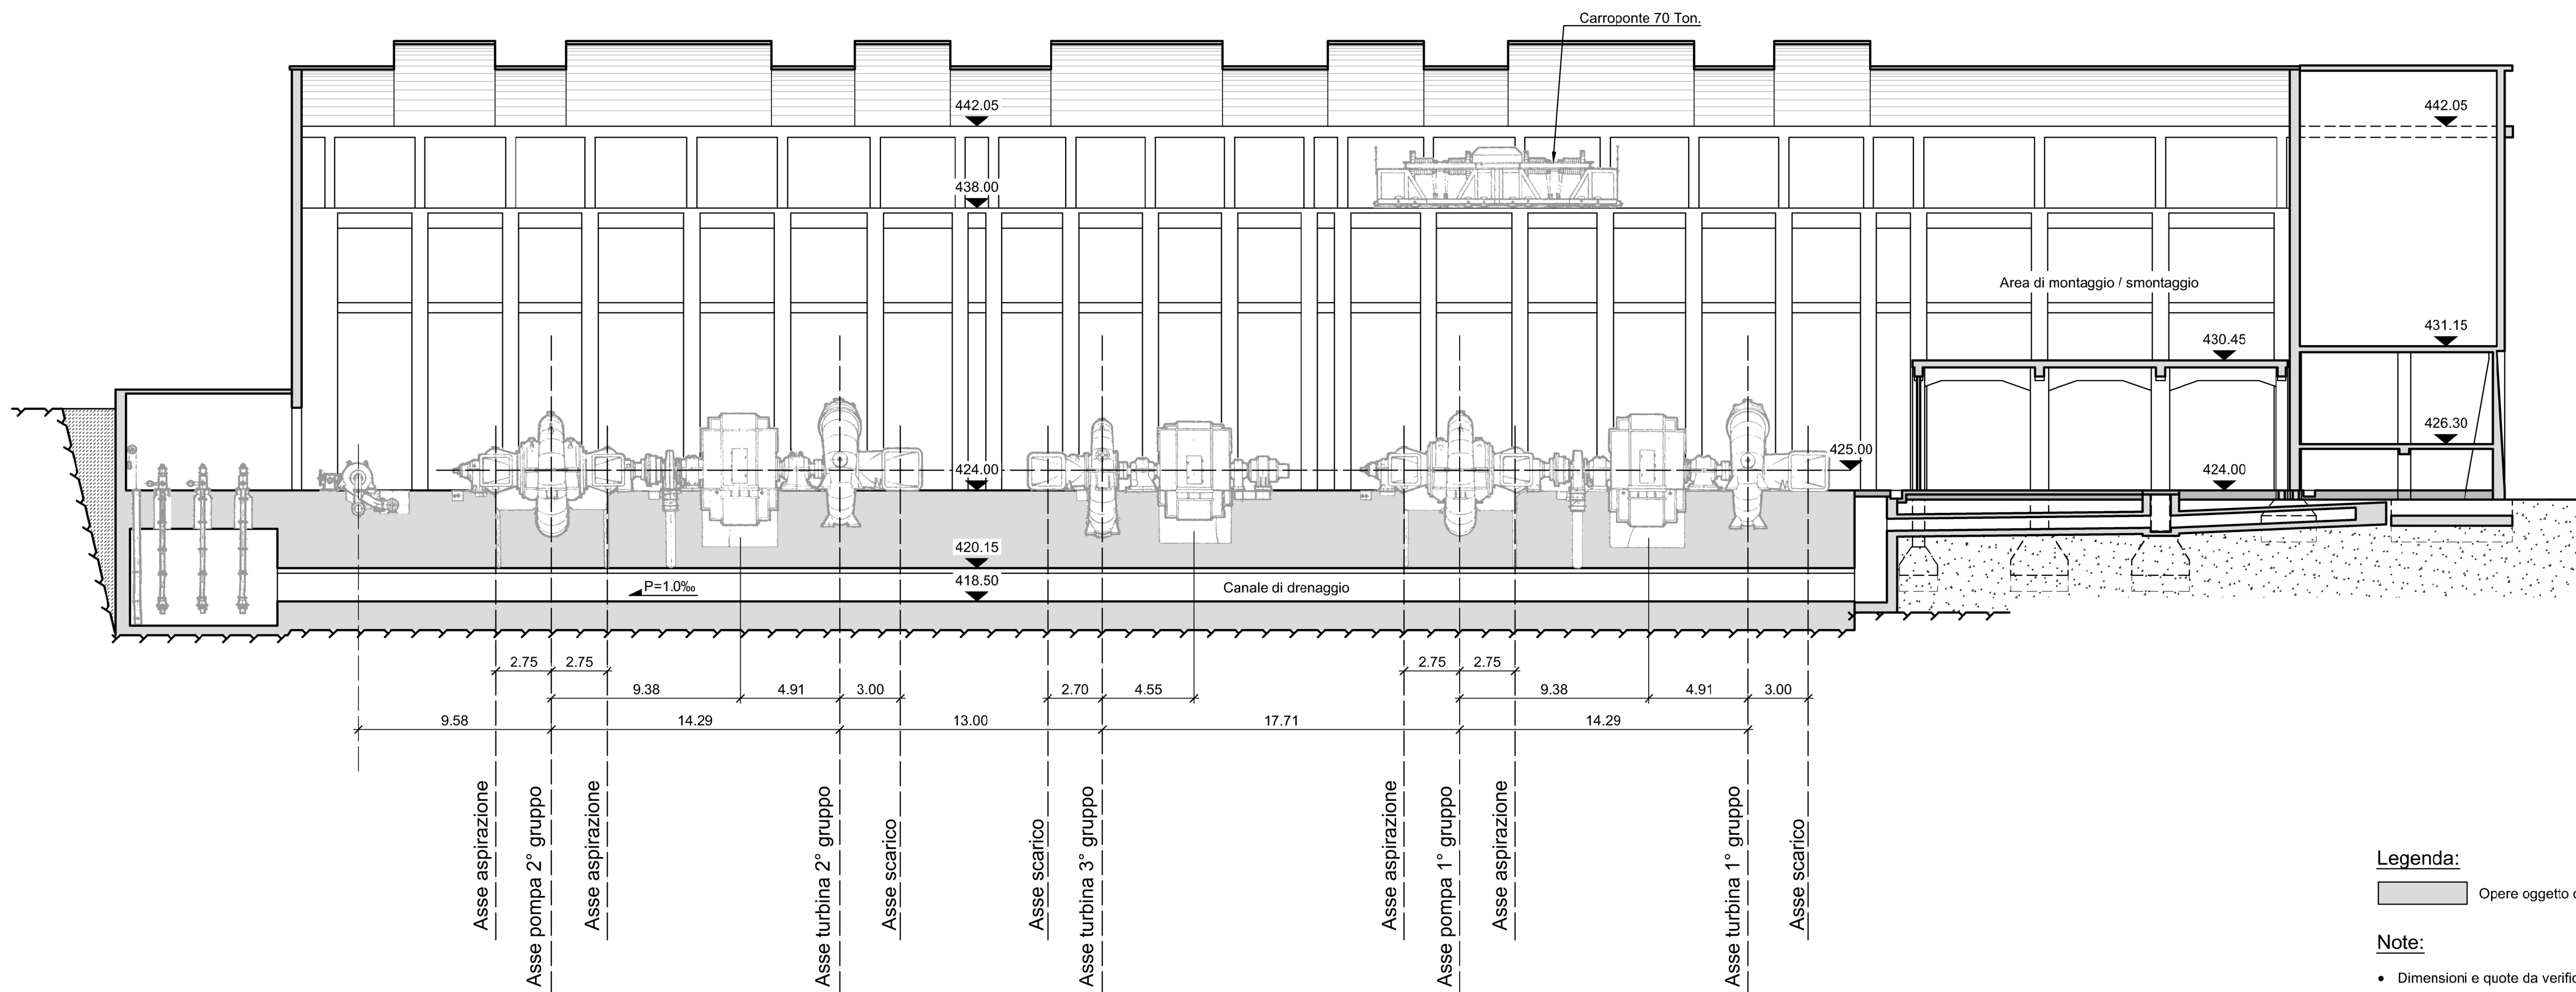 Carroponte 70 Ton.
442.05
442.05
438.00
Area di montaggio / smontaggio
431.15
430.45
426.30
425.00
424.00
424.00
420.15
418.50
P=1.0‰
Canale di drenaggio
2.75 2.75 2.75 2.75
9.38 4.91 3.00 2.70 4.55 9.38 4.91 3.00
9.58 14.29 13.00 17.71 14.29
Asse aspirazione
Asse pompa 2° gruppo
Asse aspirazione
Asse turbina 2° gruppo
Asse scarico
Asse scarico
Asse turbina 3° gruppo
Asse aspirazione
Asse pompa 1° gruppo
Asse aspirazione
Asse turbina 1° gruppo
Asse scarico
Legenda:
Opere oggetto
Note:
• Dimensioni e quote da